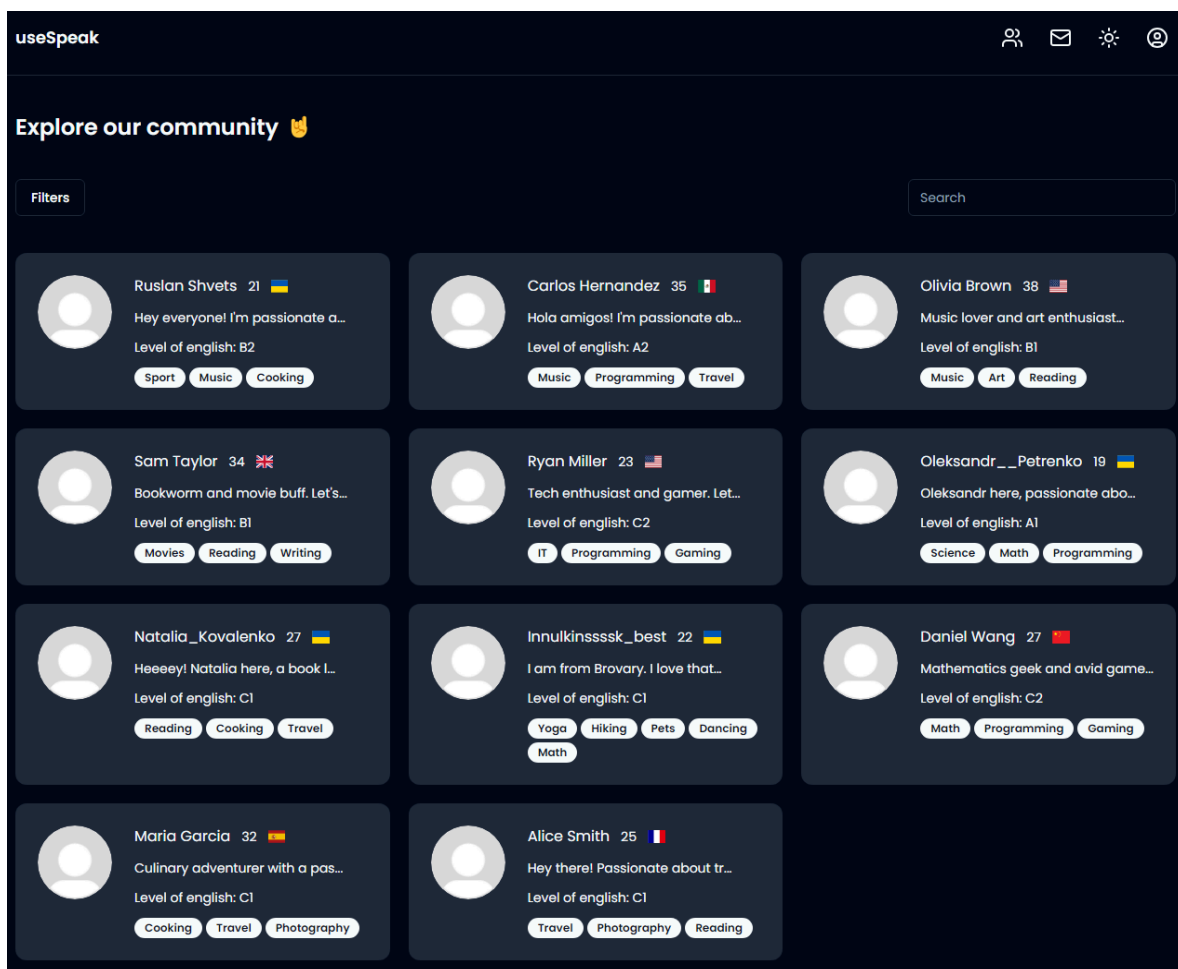 useSpeak
Explore our community 🤘
Filters
Search
Ruslan Shvets 21
Hey everyone! I'm passionate a...
Level of english: B2
Sport Music Cooking
Carlos Hernandez 35
Hola amigos! I'm passionate ab...
Level of english: A2
Music Programming Travel
Olivia Brown 38
Music lover and art enthusiast...
Level of english: B1
Music Art Reading
Sam Taylor 34
Bookworm and movie buff. Let's...
Level of english: B1
Movies Reading Writing
Ryan Miller 23
Tech enthusiast and gamer. Let...
Level of english: C2
IT Programming Gaming
Oleksandr__Petrenko 19
Oleksandr here, passionate abo...
Level of english: A1
Science Math Programming
Natalia_Kovalenko 27
Heeeey! Natalia here, a book l...
Level of english: C1
Reading Cooking Travel
Innulkinssssk_best 22
I am from Brovary. I love that...
Level of english: C1
Yoga Hiking Pets Dancing
Math
Daniel Wang 27
Mathematics geek and avid game...
Level of english: C2
Math Programming Gaming
Maria Garcia 32
Culinary adventurer with a pas...
Level of english: C1
Cooking Travel Photography
Alice Smith 25
Hey there! Passionate about tr...
Level of english: C1
Travel Photography Reading